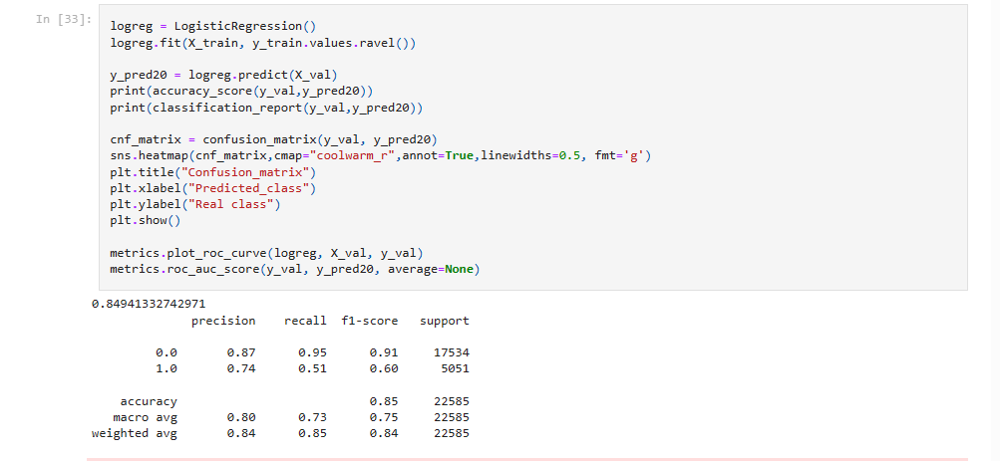 In [33]:
logreg = LogisticRegression()
logreg.fit(X_train, y_train.values.ravel())
y_pred20 = logreg.predict(X_val)
print(accuracy_score(y_val,y_pred20))
print(classification_report(y_val,y_pred20))
cnf_matrix = confusion_matrix(y_val, y_pred20)
sns.heatmap(cnf_matrix,cmap="coolwarm_r",annot=True,linewidths=0.5, fmt='g')
plt.title("Confusion_matrix")
plt.xlabel("Predicted_class")
plt.ylabel("Real class")
plt.show()
metrics.plot_roc_curve(logreg, X_val, y_val)
metrics.roc_auc_score(y_val, y_pred20, average=None)
0.84941332742971
precision recall f1-score support
0.0 0.87 0.95 0.91 17534
1.0 0.74 0.51 0.60 5051
accuracy 0.85 22585
macro avg 0.80 0.73 0.75 22585
weighted avg 0.84 0.85 0.84 22585